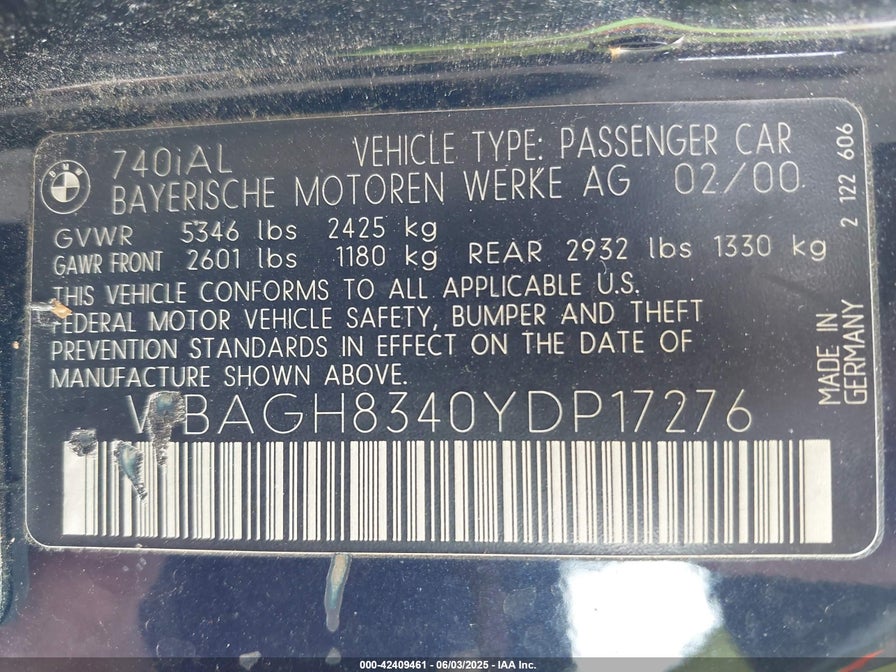 BMW
740iAL VEHICLE TYPE: PASSENGER CAR
BAYERISCHE MOTOREN WERKE AG 02/00
GVWR 5346 lbs 2425 kg
GAWR FRONT 2601 lbs 1180 kg REAR 2932 lbs 1330 kg
THIS VEHICLE CONFORMS TO ALL APPLICABLE U.S.
FEDERAL MOTOR VEHICLE SAFETY, BUMPER AND THEFT
PREVENTION STANDARDS IN EFFECT ON THE DATE OF
MANUFACTURE SHOWN ABOVE.
WBAGH8340YDP17276
2 122 606
MADE IN
GERMANY
000-42409461 | 06/03/2025 - IAA Inc.